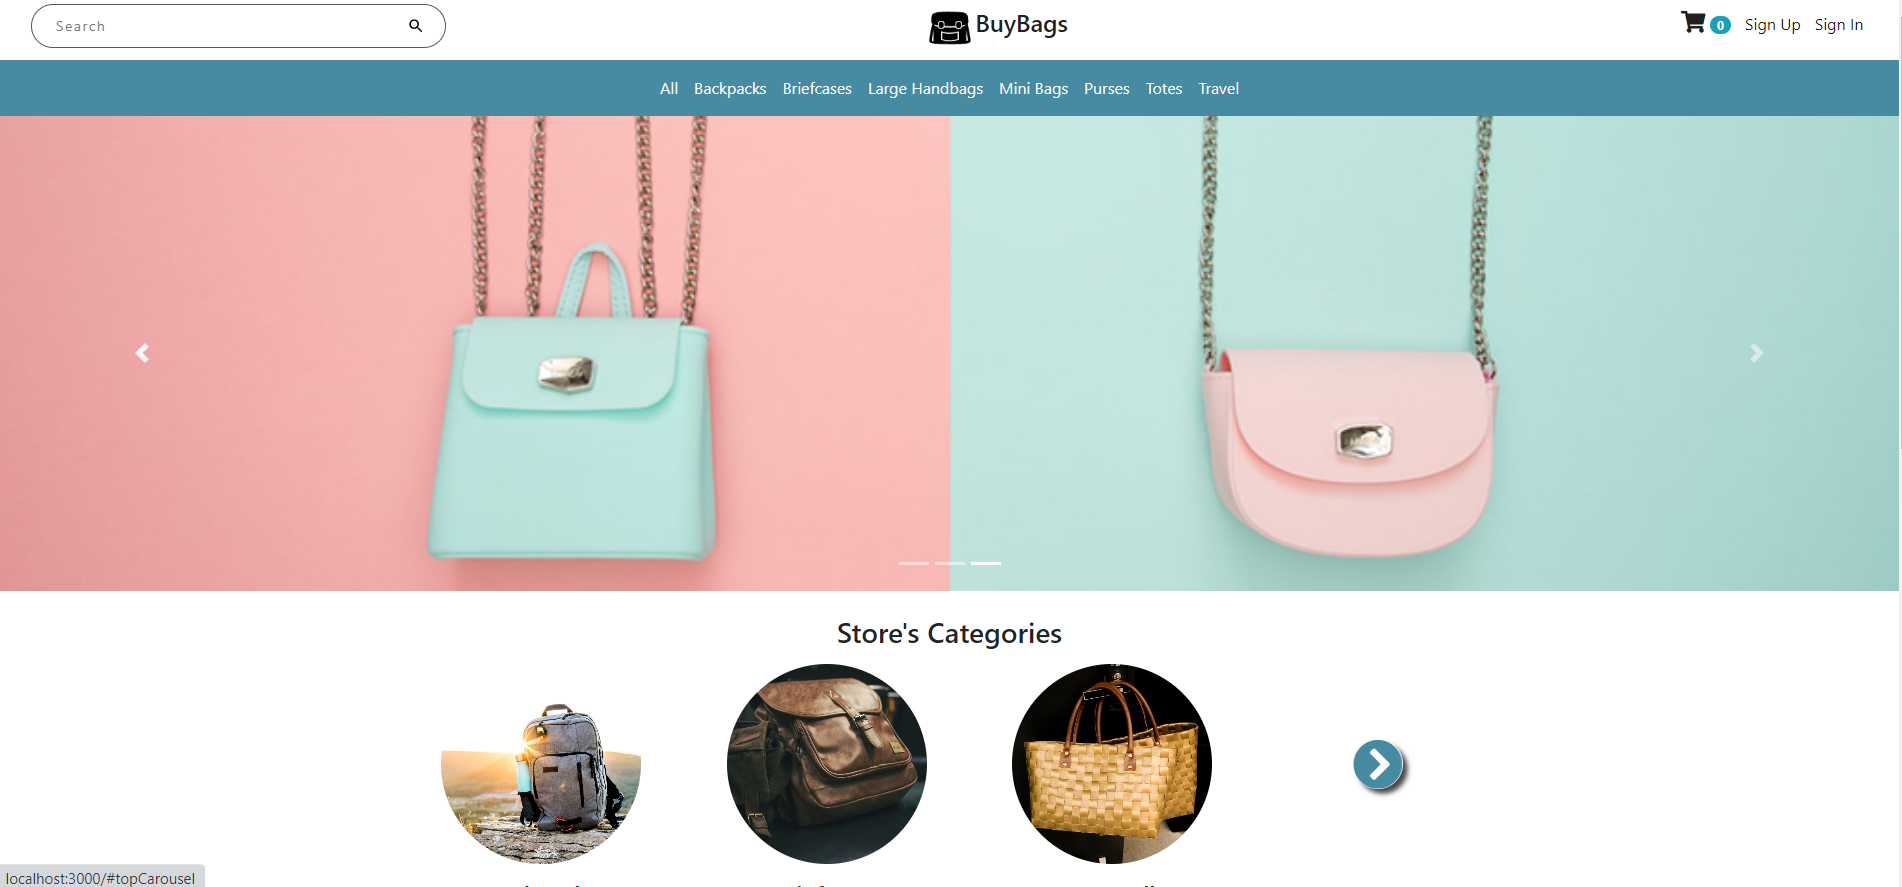 Search
BuyBags
0 Sign Up Sign In
All Backpacks Briefcases Large Handbags Mini Bags Purses Totes Travel
Store's Categories
localhost:3000/#topCarousel